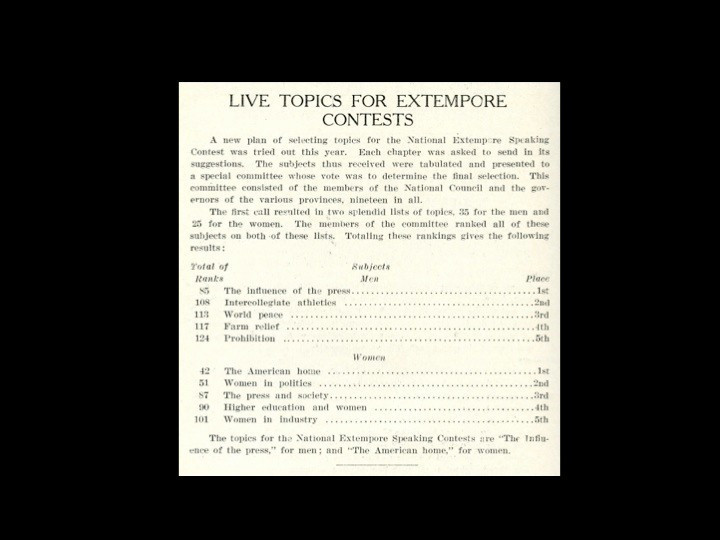 LIVE TOPICS FOR EXTEMPORE
CONTESTS
A new plan of selecting topics for the National Extempore Speaking
Contest was tried out this year. Each chapter was asked to send in its
suggestions. The subjects thus received were tabulated and presented to
a special committee whose vote was to determine the final selection. This
committee consisted of the members of the National Council and the gov-
ernors of the various provinces, nineteen in all.
The first call resulted in two splendid lists of topics, 35 for the men and
25 for the women. The members of the committee ranked all of these
subjects on both of these lists. Totaling these rankings gives the following
results:
Total of Subjects
Ranks Men Place
85 The influence of the press.......................................1st
108 Intercollegiate athletics ........................................2nd
113 World peace ....................................................3rd
117 Farm relief ....................................................4th
124 Prohibition ....................................................5th
Women
42 The American home ............................................1st
51 Women in politics ..............................................2nd
87 The press and society...........................................3rd
90 Higher education and women ..................................4th
101 Women in industry ............................................5th
The topics for the National Extempore Speaking Contests are "The Influ-
ence of the press," for men; and "The American home," for women.